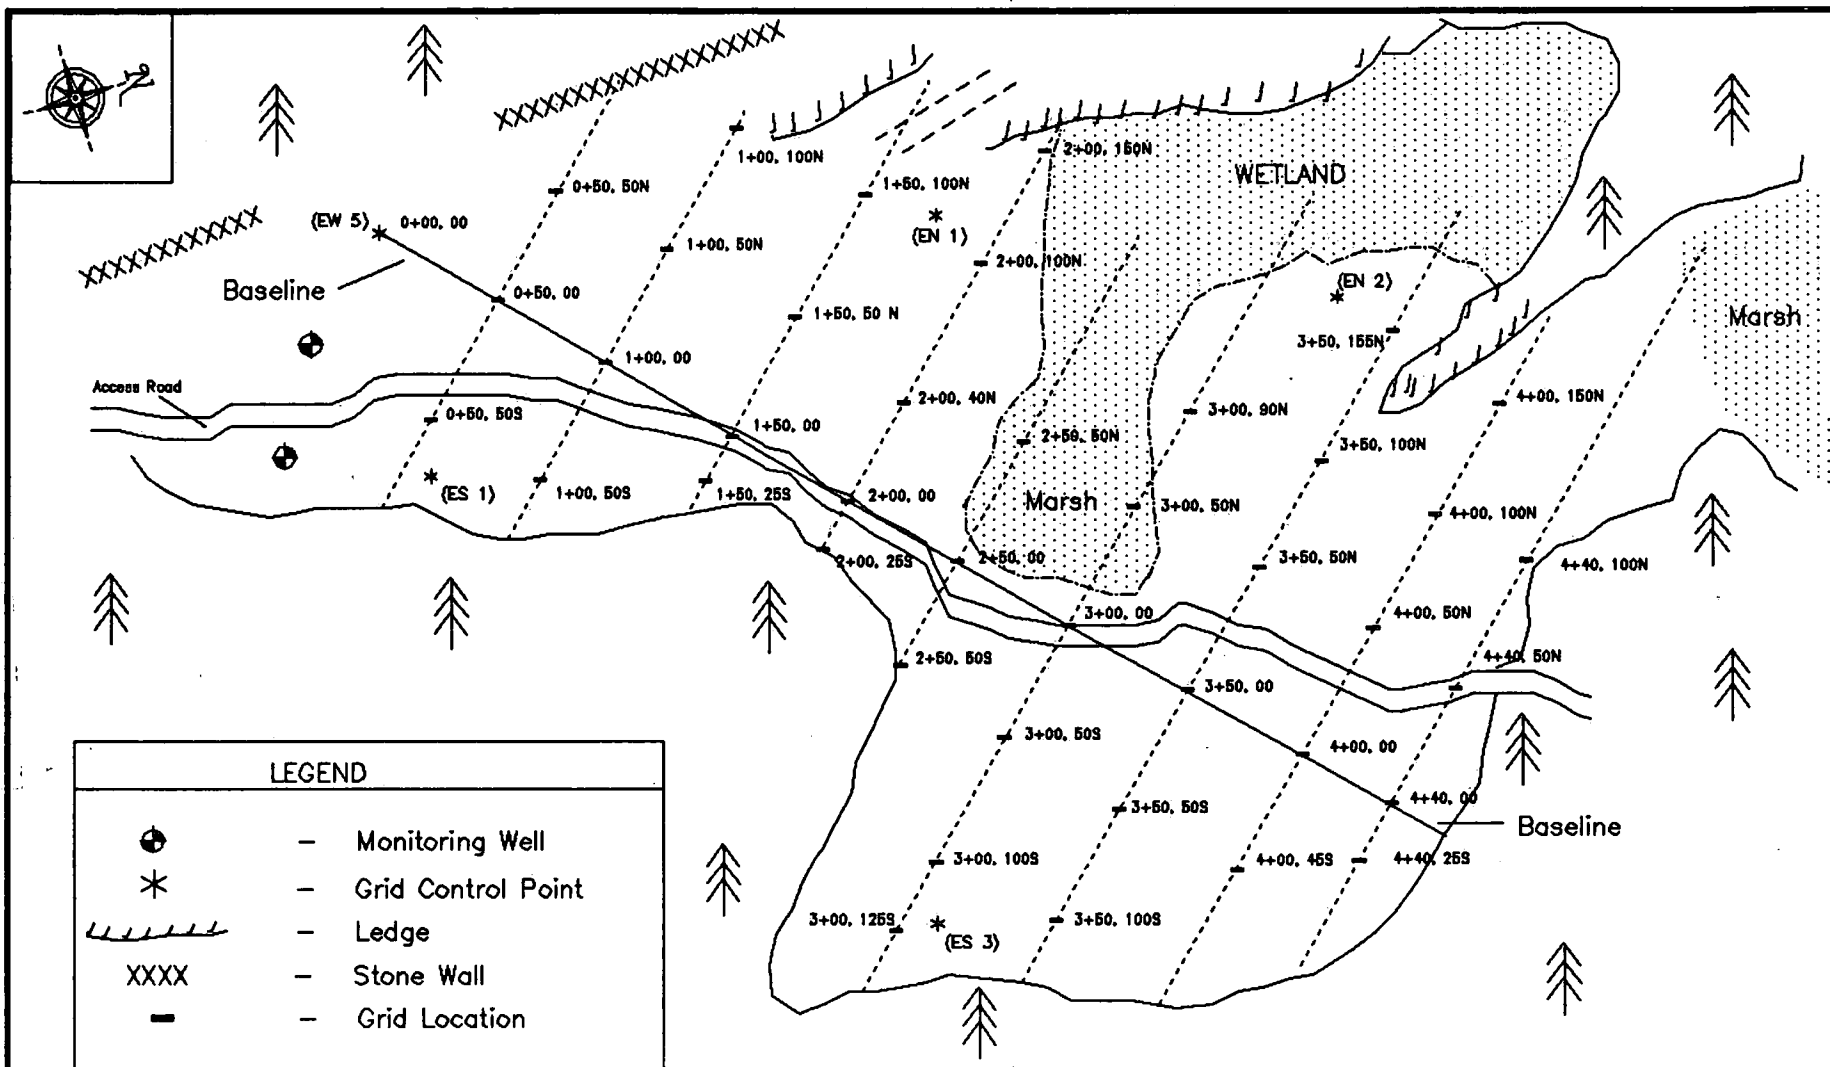 1+00, 100N
2+00, 150N
WETLAND
0+50, 50N
1+50, 100N
(EW 5)
0+00, 00
(EN 1)
1+00, 50N
2+00, 100N
Baseline
0+50, 00
(EN 2)
1+50, 50 N
Marsh
3+50, 155N
1+00, 00
Access Road
2+00, 40N
3+00, 90N
4+00, 150N
0+50, 50S
1+50, 00
2+50, 50N
3+50, 100N
(ES 1)
1+00, 50S
1+50, 25S
2+00, 00
Marsh
3+00, 50N
4+00, 100N
2+00, 25S
2+50, 00
3+50, 50N
4+40, 100N
3+00, 00
4+00, 50N
2+50, 50S
4+40, 50N
3+50, 00
3+00, 50S
4+00, 00
3+50, 50S
4+40, 00
Baseline
3+00, 100S
4+00, 45S
4+40, 25S
3+00, 125S
(ES 3)
3+50, 100S
LEGEND
– Monitoring Well
– Grid Control Point
– Ledge
XXXX – Stone Wall
– Grid Location